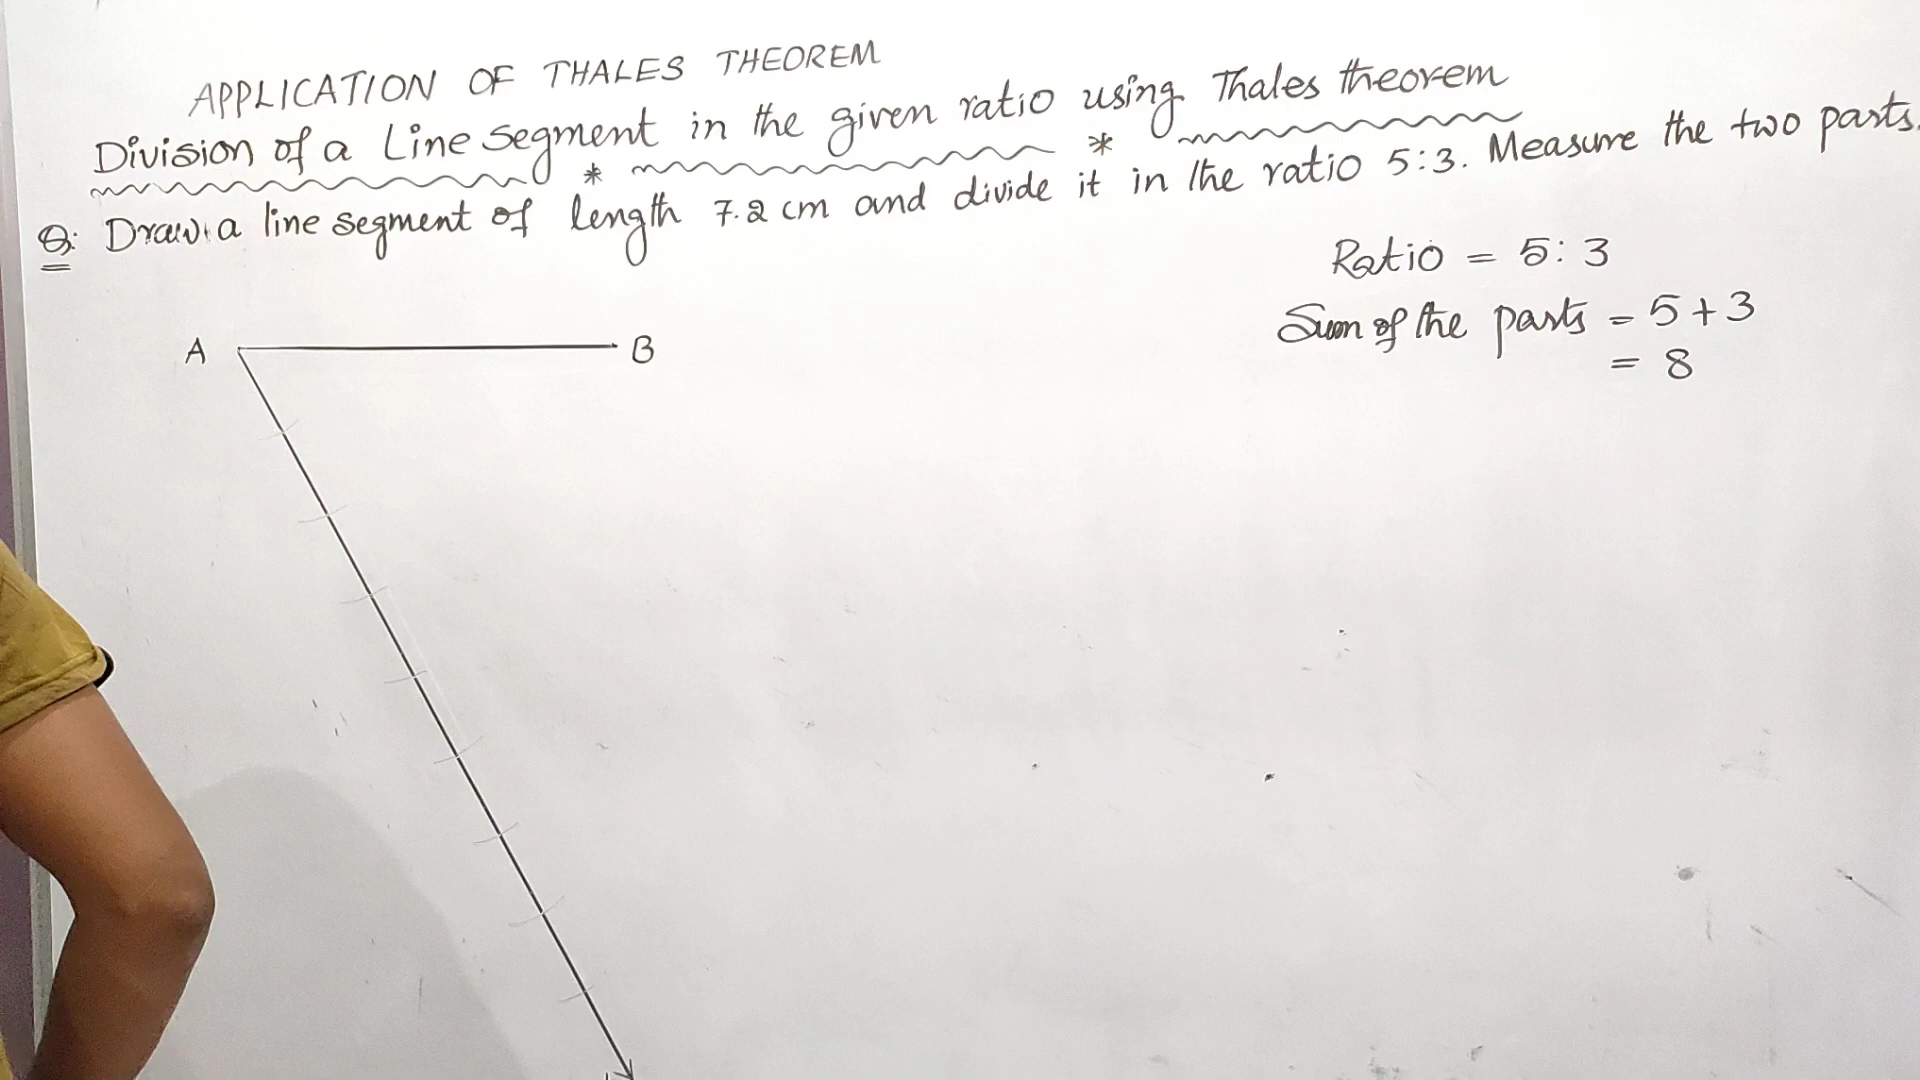 APPLICATION OF THALES THEOREM
Division of a Line Segment in the given ratio using Thales theorem
Q: Draw a line segment of length 7.2 cm and divide it in the ratio 5:3. Measure the two parts.
Ratio = 5:3
Sum of the parts = 5+3
= 8
A B